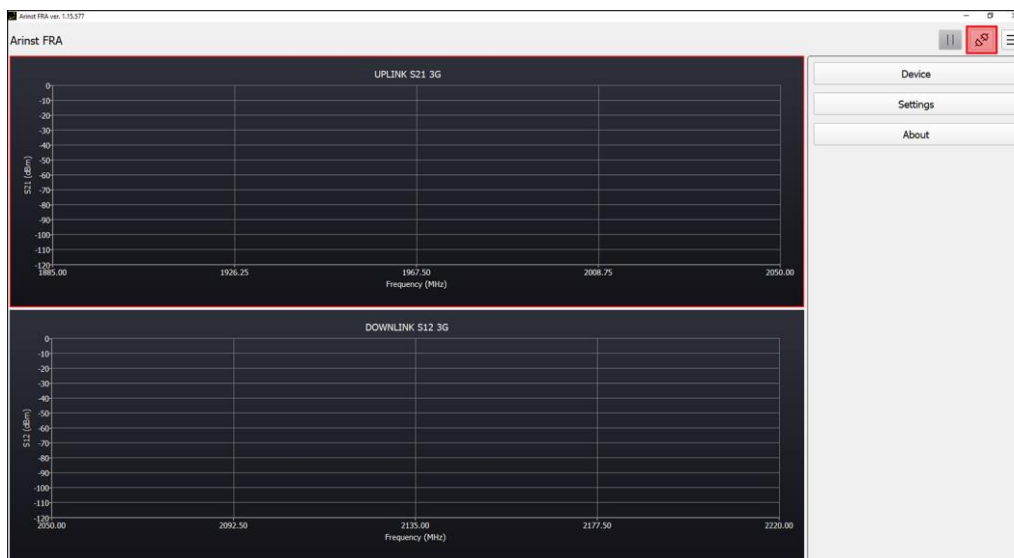 Arinst FRA ver. 1.15.577
Arinst FRA
UPLINK S21 3G
0
-10
-20
-30
-40
-50
-60
-70
-80
-90
-100
-110
-120
S21 (dBm)
1885.00 1926.25 1967.50 2008.75 2050.00
Frequency (MHz)
DOWNLINK S12 3G
0
-10
-20
-30
-40
-50
-60
-70
-80
-90
-100
-110
-120
S12 (dBm)
2050.00 2092.50 2135.00 2177.50 2220.00
Frequency (MHz)
Device
Settings
About